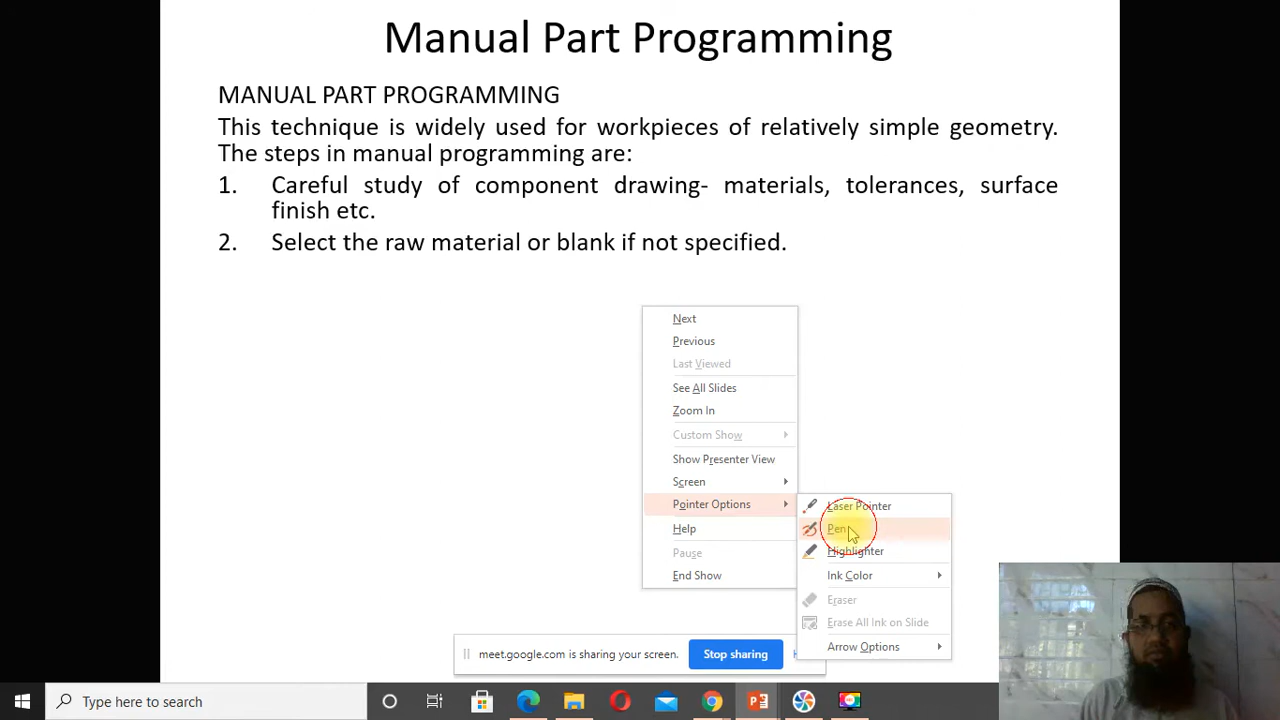 Manual Part Programming
MANUAL PART PROGRAMMING
This technique is widely used for workpieces of relatively simple geometry.
The steps in manual programming are:
1. Careful study of component drawing- materials, tolerances, surface
finish etc.
2. Select the raw material or blank if not specified.
Next
Previous
Last Viewed
See All Slides
Zoom In
Custom Show
Show Presenter View
Screen
Pointer Options
Help
Pause
End Show
Laser Pointer
Pen
Highlighter
Ink Color
Eraser
Erase All Ink on Slide
Arrow Options
meet.google.com is sharing your screen.
Stop sharing
Type here to search